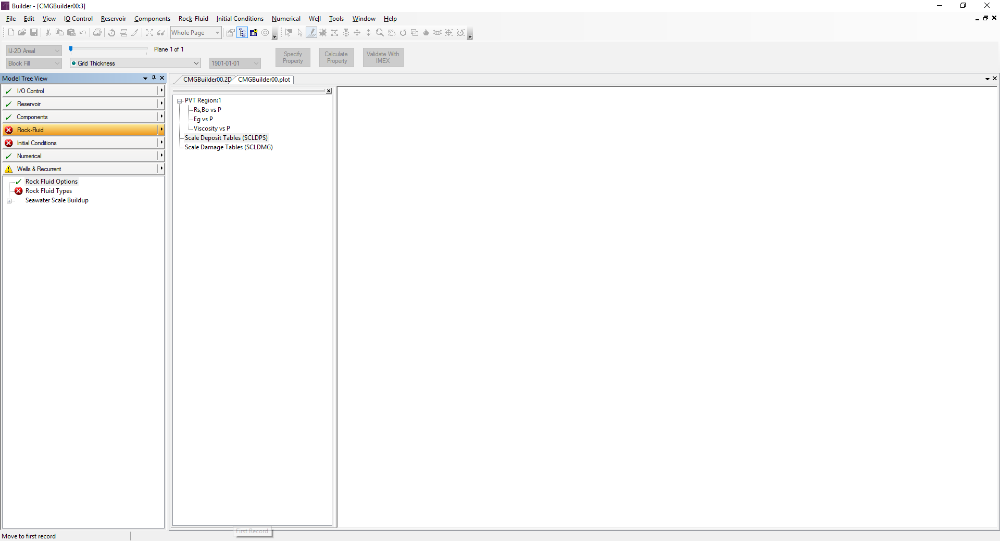 Builder - [CMGBuilder00:3]
File Edit View IO Control Reservoir Components Rock-Fluid Initial Conditions Numerical Well Tools Window Help
Whole Page
IJ-2D Areal
Plane 1 of 1
Block Fill
Grid Thickness
1901-01-01
Specify Property
Calculate Property
Validate With IMEX
Model Tree View
I/O Control
Reservoir
Components
Rock-Fluid
Initial Conditions
Numerical
Wells & Recurrent
Rock Fluid Options
Rock Fluid Types
Seawater Scale Buildup
CMGBuilder00.2D
CMGBuilder00.plot
PVT Region:1
Rs,Bo vs P
Eg vs P
Viscosity vs P
Scale Deposit Tables (SCLDPS)
Scale Damage Tables (SCLDMG)
First Record
Move to first record